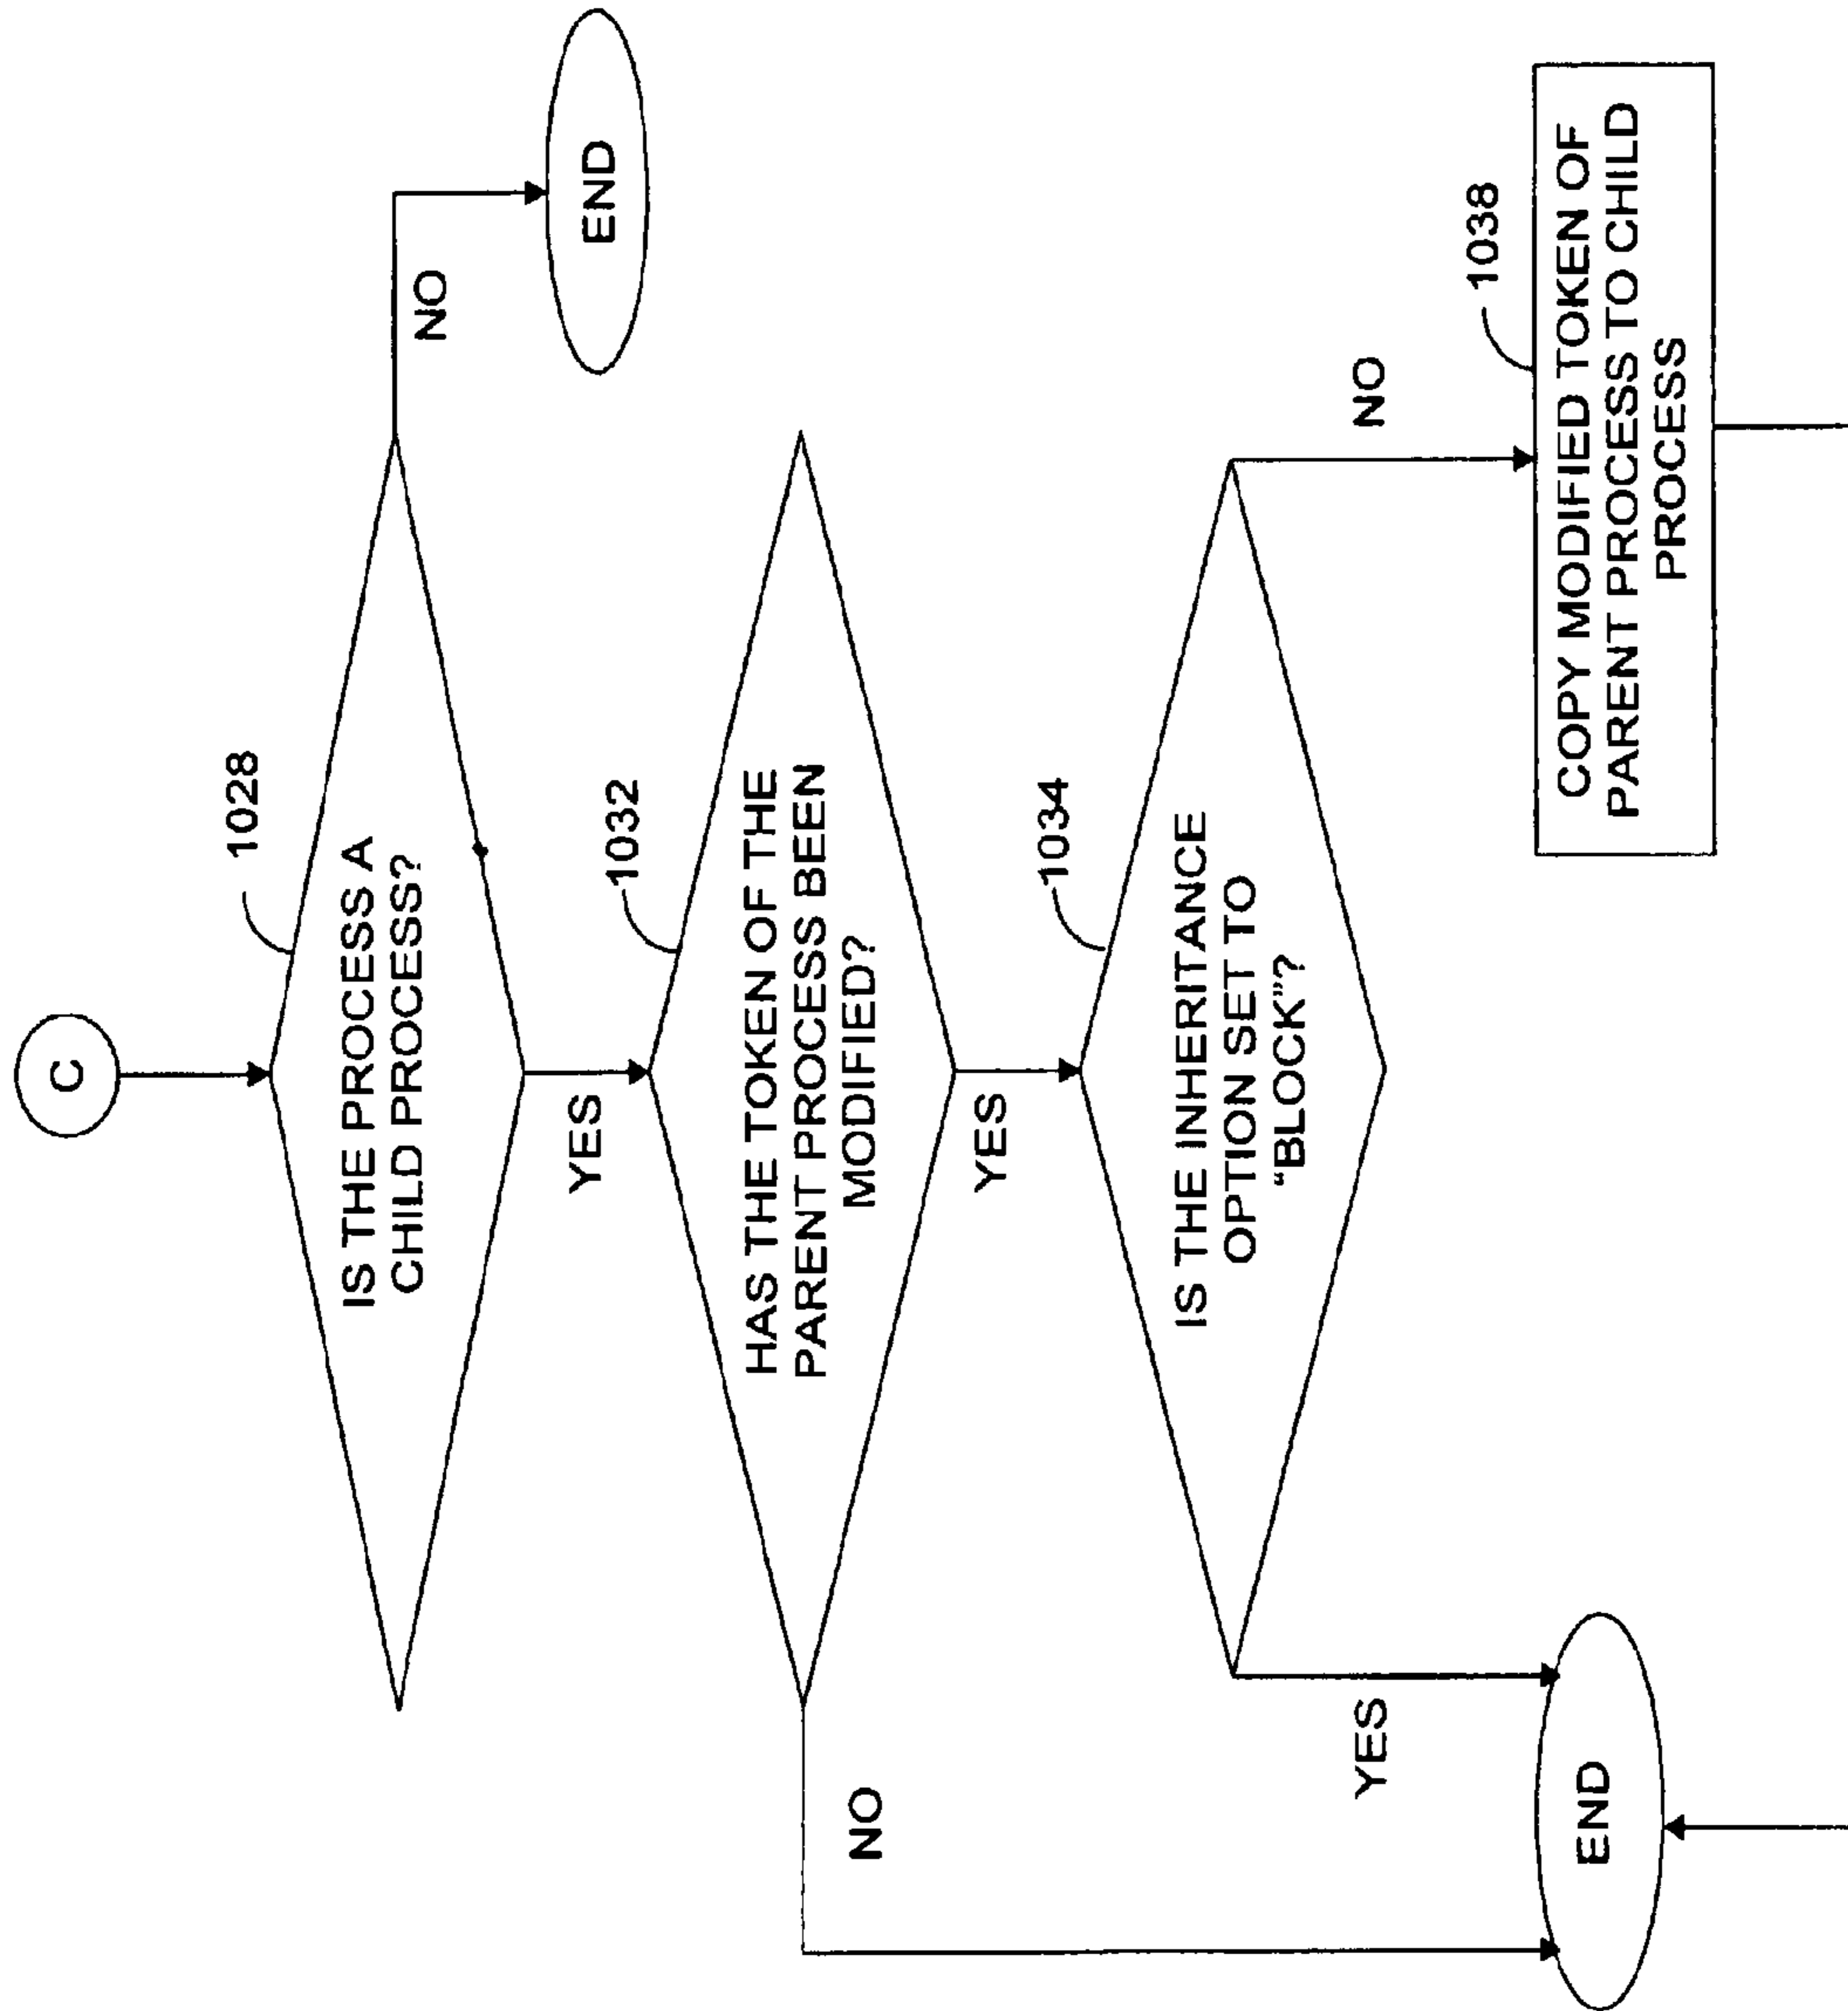 C
1028
IS THE PROCESS A
CHILD PROCESS?
NO
END
YES
1032
HAS THE TOKEN OF THE
PARENT PROCESS BEEN
MODIFIED?
NO
YES
1034
IS THE INHERITANCE
OPTION SET TO
"BLOCK"?
YES
NO
1038
COPY MODIFIED TOKEN OF
PARENT PROCESS TO CHILD
PROCESS
END